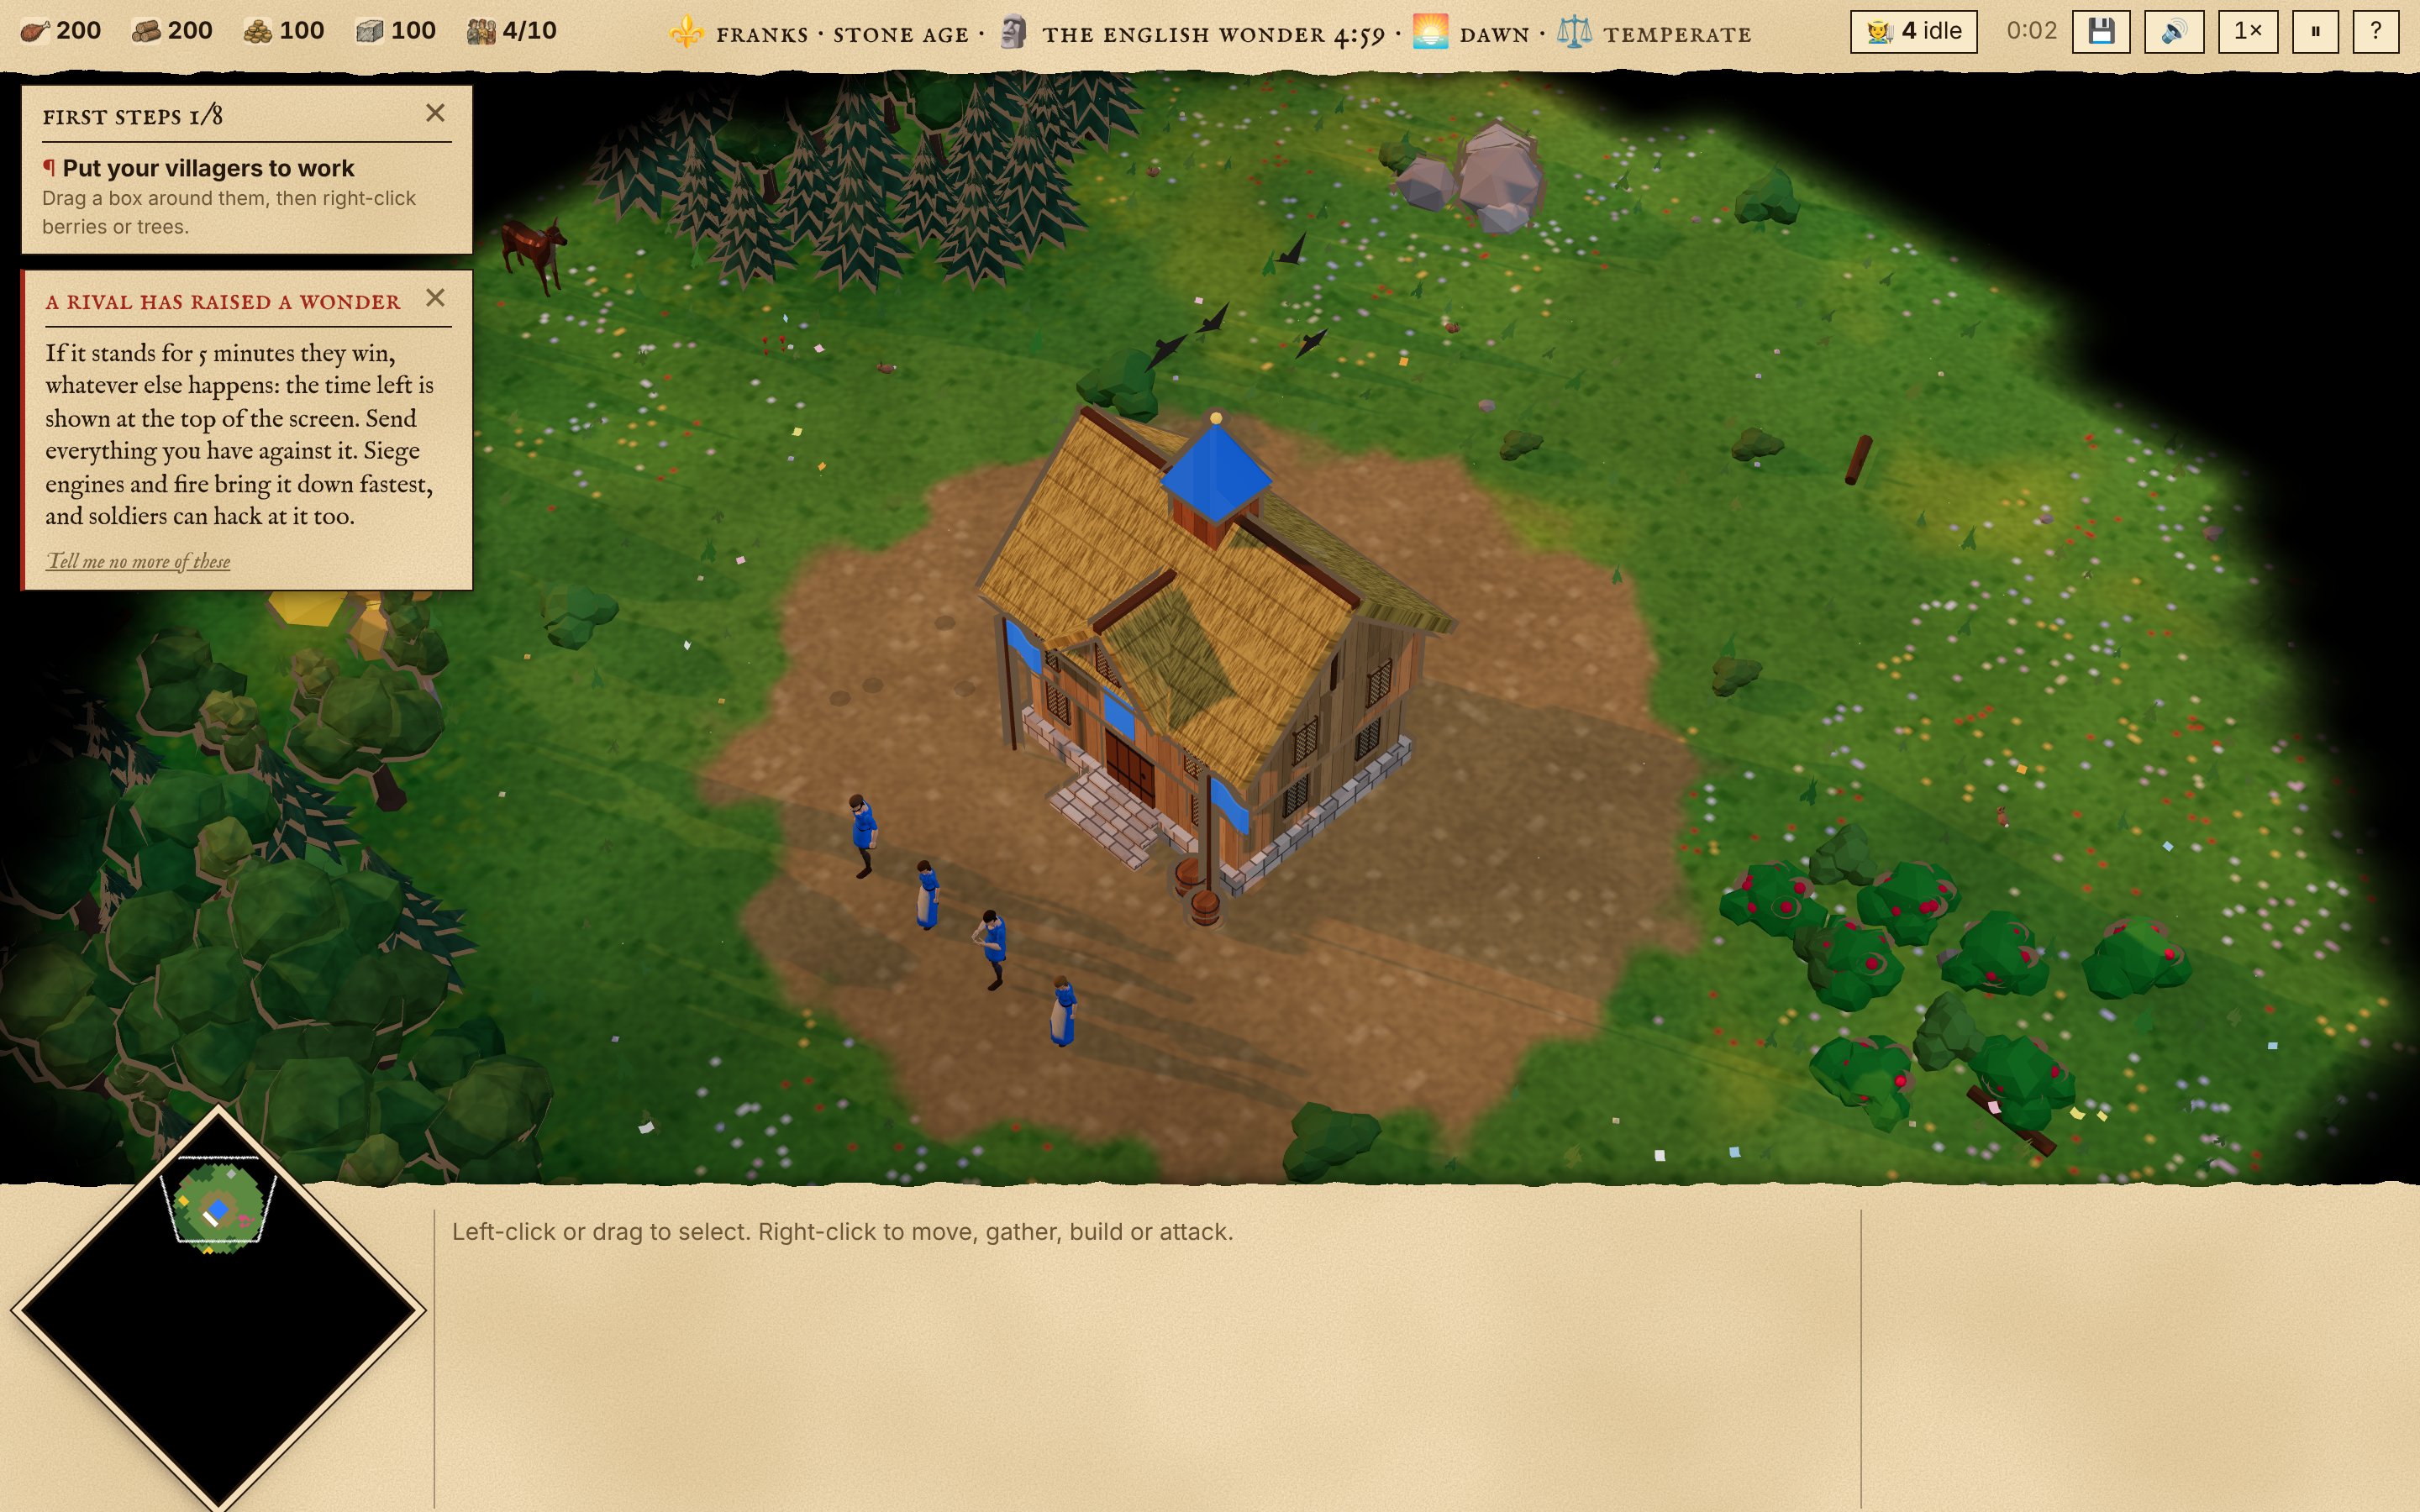 200 200 100 100 4/10 FRANKS · STONE AGE · THE ENGLISH WONDER 4:59 · DAWN · TEMPERATE 4 idle 0:02 1× ?
FIRST STEPS 1/8
¶ Put your villagers to work
Drag a box around them, then right-click
berries or trees.
A RIVAL HAS RAISED A WONDER
If it stands for 5 minutes they win,
whatever else happens: the time left is
shown at the top of the screen. Send
everything you have against it. Siege
engines and fire bring it down fastest,
and soldiers can hack at it too.
Tell me no more of these
Left-click or drag to select. Right-click to move, gather, build or attack.